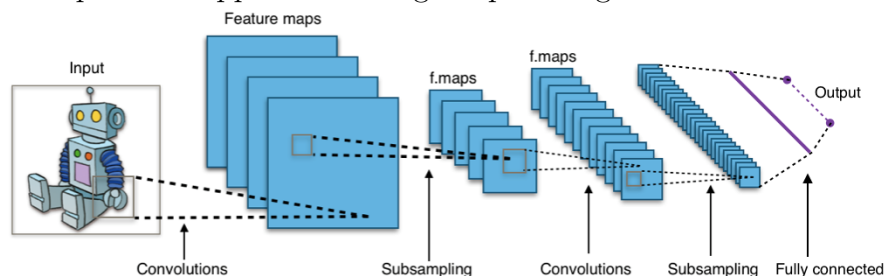 Feature maps
Input
f.maps
f.maps
Output
Convolutions
Subsampling
Convolutions
Subsampling
Fully connected